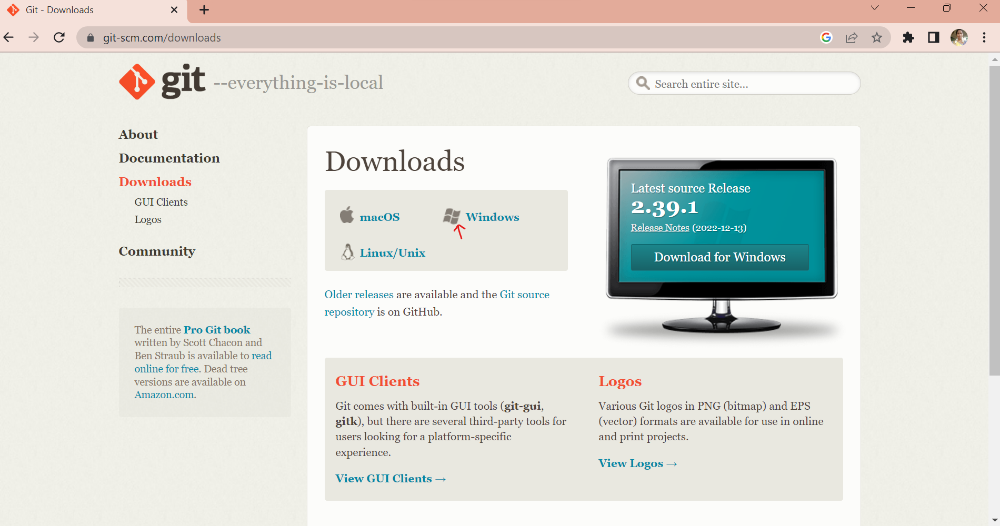 Git - Downloads
git-scm.com/downloads
git --everything-is-local
Search entire site...
About
Documentation
Downloads
GUI Clients
Logos
Community
The entire Pro Git book
written by Scott Chacon and
Ben Straub is available to read
online for free. Dead tree
versions are available on
Amazon.com.
Downloads
macOS
Windows
Linux/Unix
Older releases are available and the Git source
repository is on GitHub.
Latest source Release
2.39.1
Release Notes (2022-12-13)
Download for Windows
GUI Clients
Git comes with built-in GUI tools (git-gui,
gitk), but there are several third-party tools for
users looking for a platform-specific
experience.
View GUI Clients →
Logos
Various Git logos in PNG (bitmap) and EPS
(vector) formats are available for use in online
and print projects.
View Logos →